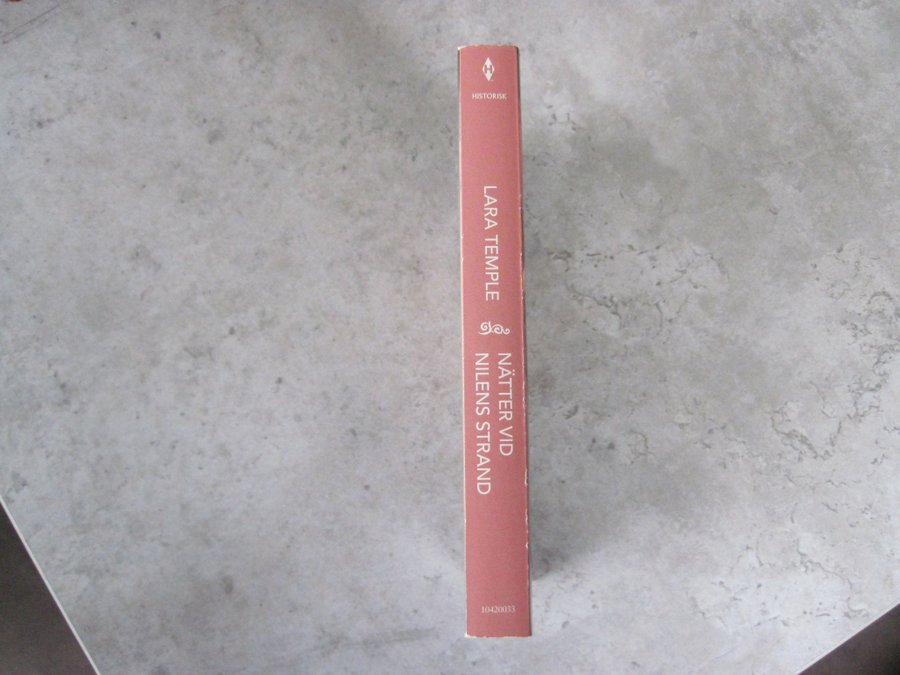 HISTORISK
LARA TEMPLE
NÄTTER VID
NILENS STRAND
10420033